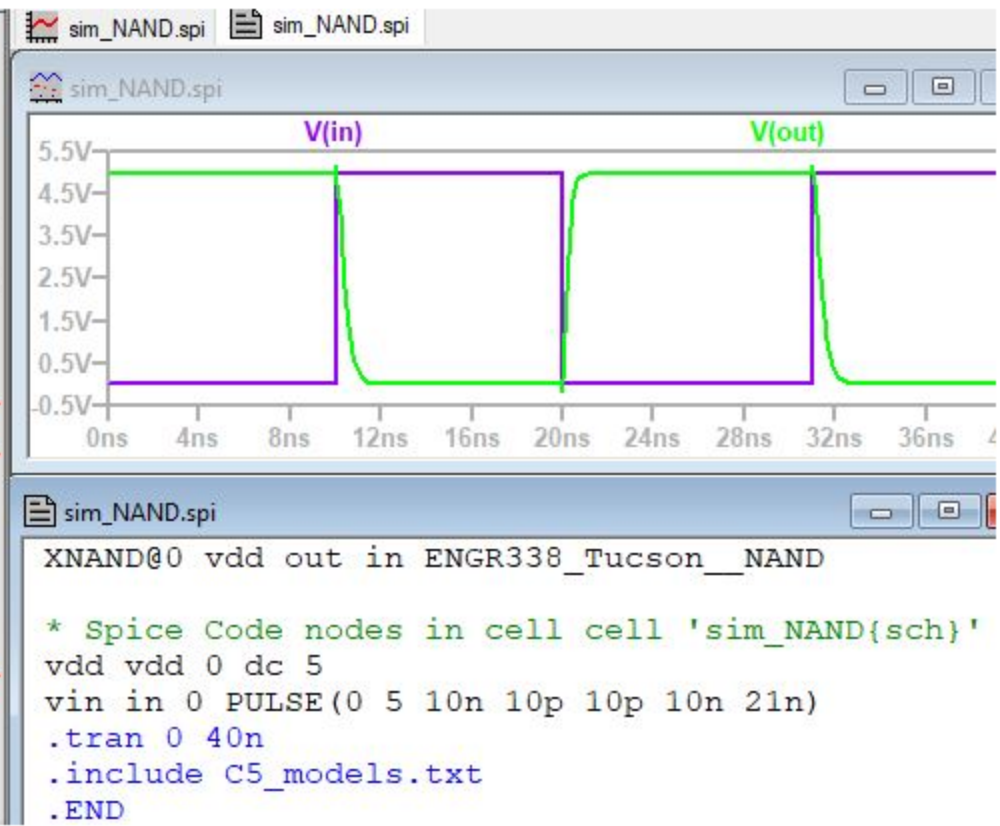 sim_NAND.spi sim_NAND.spi
sim_NAND.spi
V(in) V(out)
5.5V
4.5V
3.5V
2.5V
1.5V
0.5V
-0.5V
0ns 4ns 8ns 12ns 16ns 20ns 24ns 28ns 32ns 36ns 4
sim_NAND.spi
XNAND@0 vdd out in ENGR338_Tucson__NAND
* Spice Code nodes in cell cell 'sim_NAND{sch}'
vdd vdd 0 dc 5
vin in 0 PULSE(0 5 10n 10p 10p 10n 21n)
.tran 0 40n
.include C5_models.txt
.END